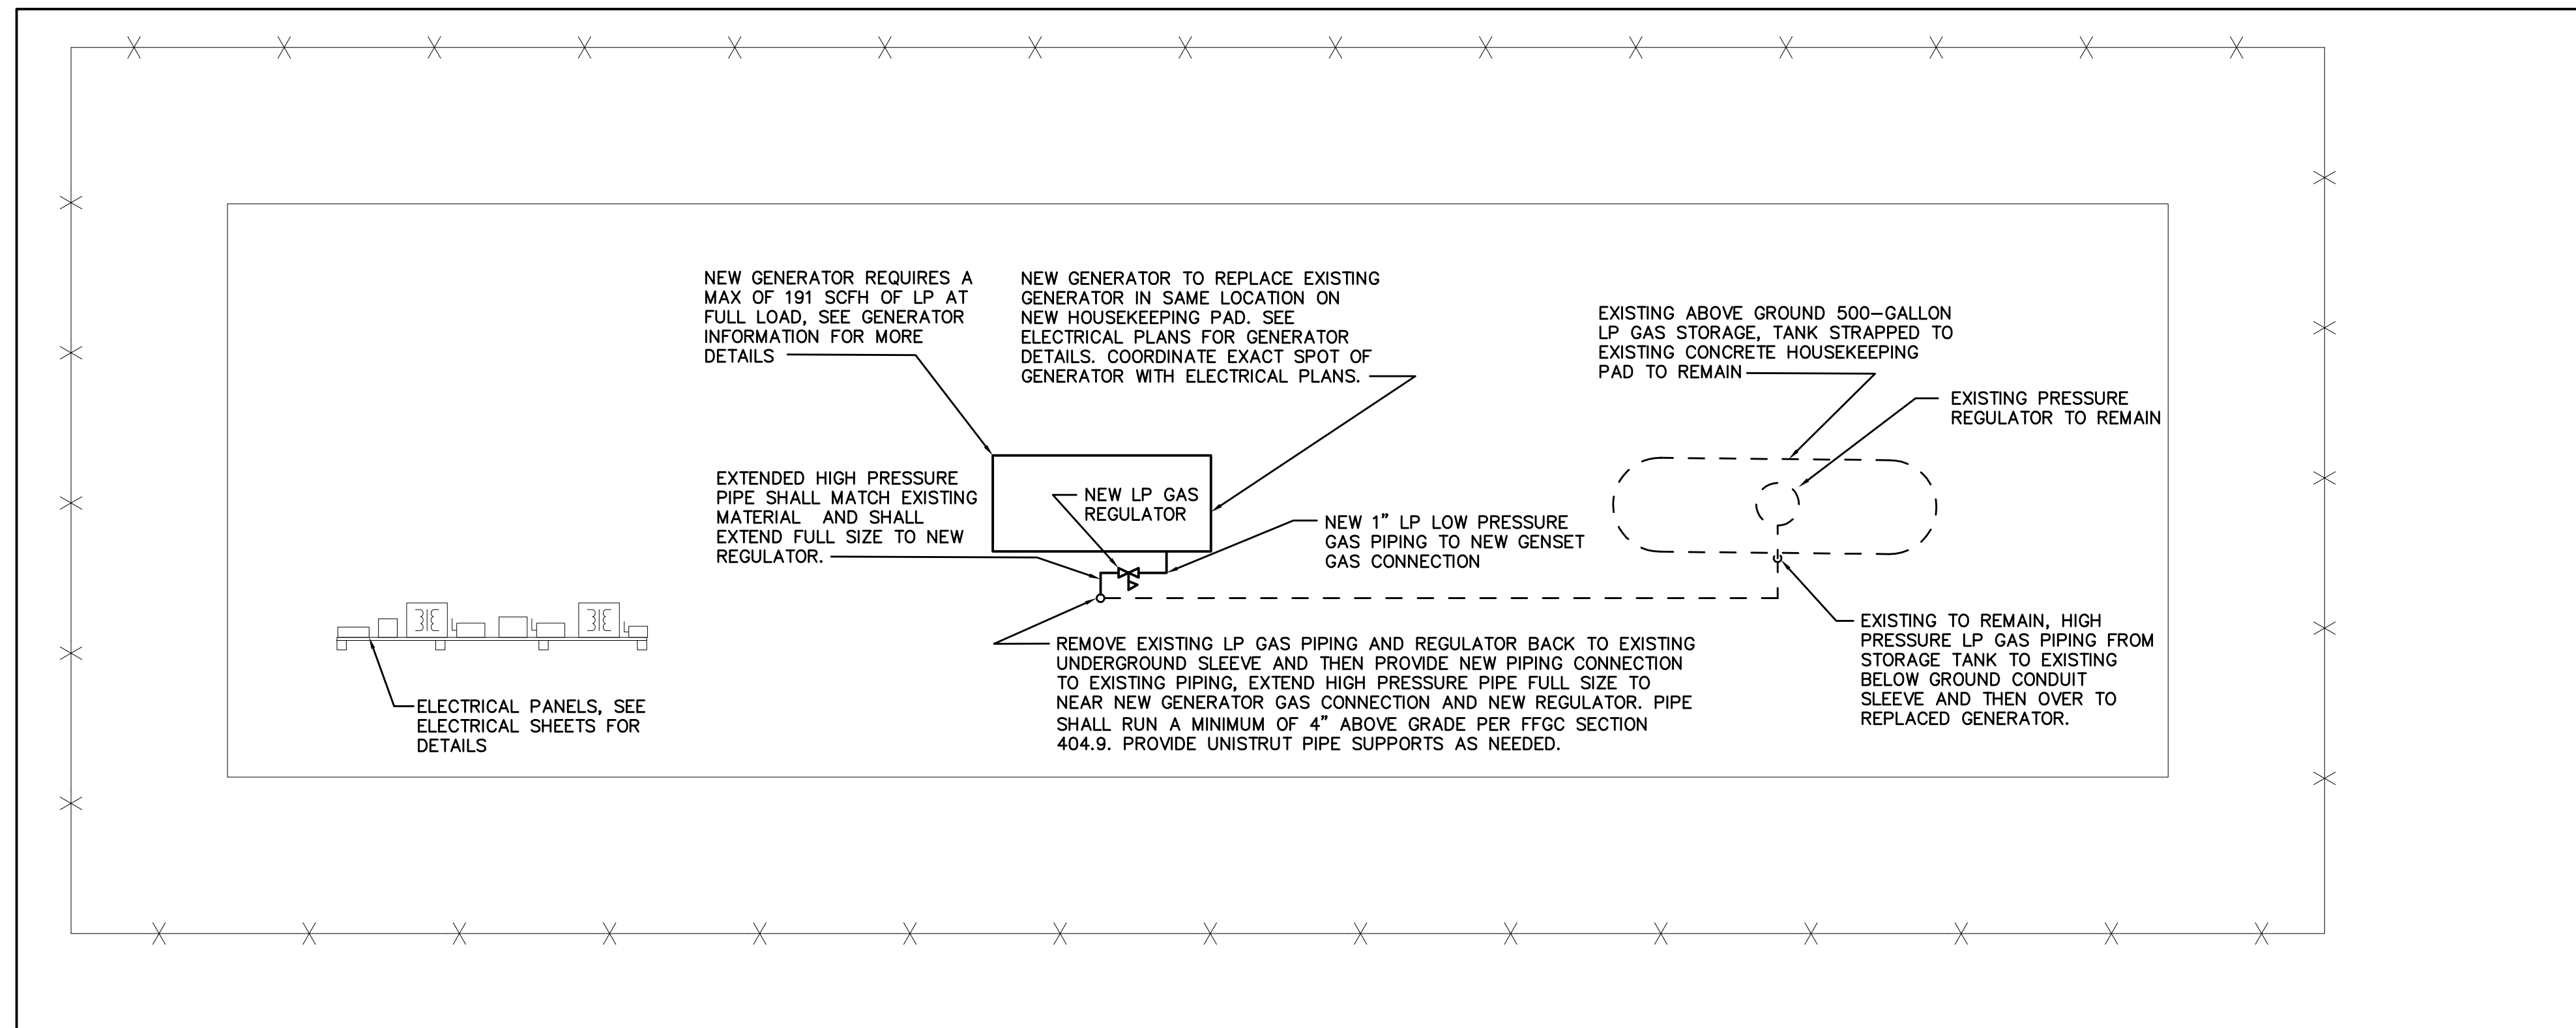 NEW GENERATOR REQUIRES A
MAX OF 191 SCFH OF LP AT
FULL LOAD, SEE GENERATOR
INFORMATION FOR MORE
DETAILS
NEW GENERATOR TO REPLACE EXISTING
GENERATOR IN SAME LOCATION ON
NEW HOUSEKEEPING PAD. SEE
ELECTRICAL PLANS FOR GENERATOR
DETAILS. COORDINATE EXACT SPOT OF
GENERATOR WITH ELECTRICAL PLANS.
EXISTING ABOVE GROUND 500-GALLON
LP GAS STORAGE, TANK STRAPPED TO
EXISTING CONCRETE HOUSEKEEPING
PAD TO REMAIN
EXISTING PRESSURE
REGULATOR TO REMAIN
EXTENDED HIGH PRESSURE
PIPE SHALL MATCH EXISTING
MATERIAL AND SHALL
EXTEND FULL SIZE TO NEW
REGULATOR.
NEW LP GAS
REGULATOR
NEW 1" LP LOW PRESSURE
GAS PIPING TO NEW GENSET
GAS CONNECTION
REMOVE EXISTING LP GAS PIPING AND REGULATOR BACK TO EXISTING
UNDERGROUND SLEEVE AND THEN PROVIDE NEW PIPING CONNECTION
TO EXISTING PIPING, EXTEND HIGH PRESSURE PIPE FULL SIZE TO
NEAR NEW GENERATOR GAS CONNECTION AND NEW REGULATOR. PIPE
SHALL RUN A MINIMUM OF 4" ABOVE GRADE PER FFGC SECTION
404.9. PROVIDE UNISTRUT PIPE SUPPORTS AS NEEDED.
EXISTING TO REMAIN, HIGH
PRESSURE LP GAS PIPING FROM
STORAGE TANK TO EXISTING
BELOW GROUND CONDUIT
SLEEVE AND THEN OVER TO
REPLACED GENERATOR.
ELECTRICAL PANELS, SEE
ELECTRICAL SHEETS FOR
DETAILS